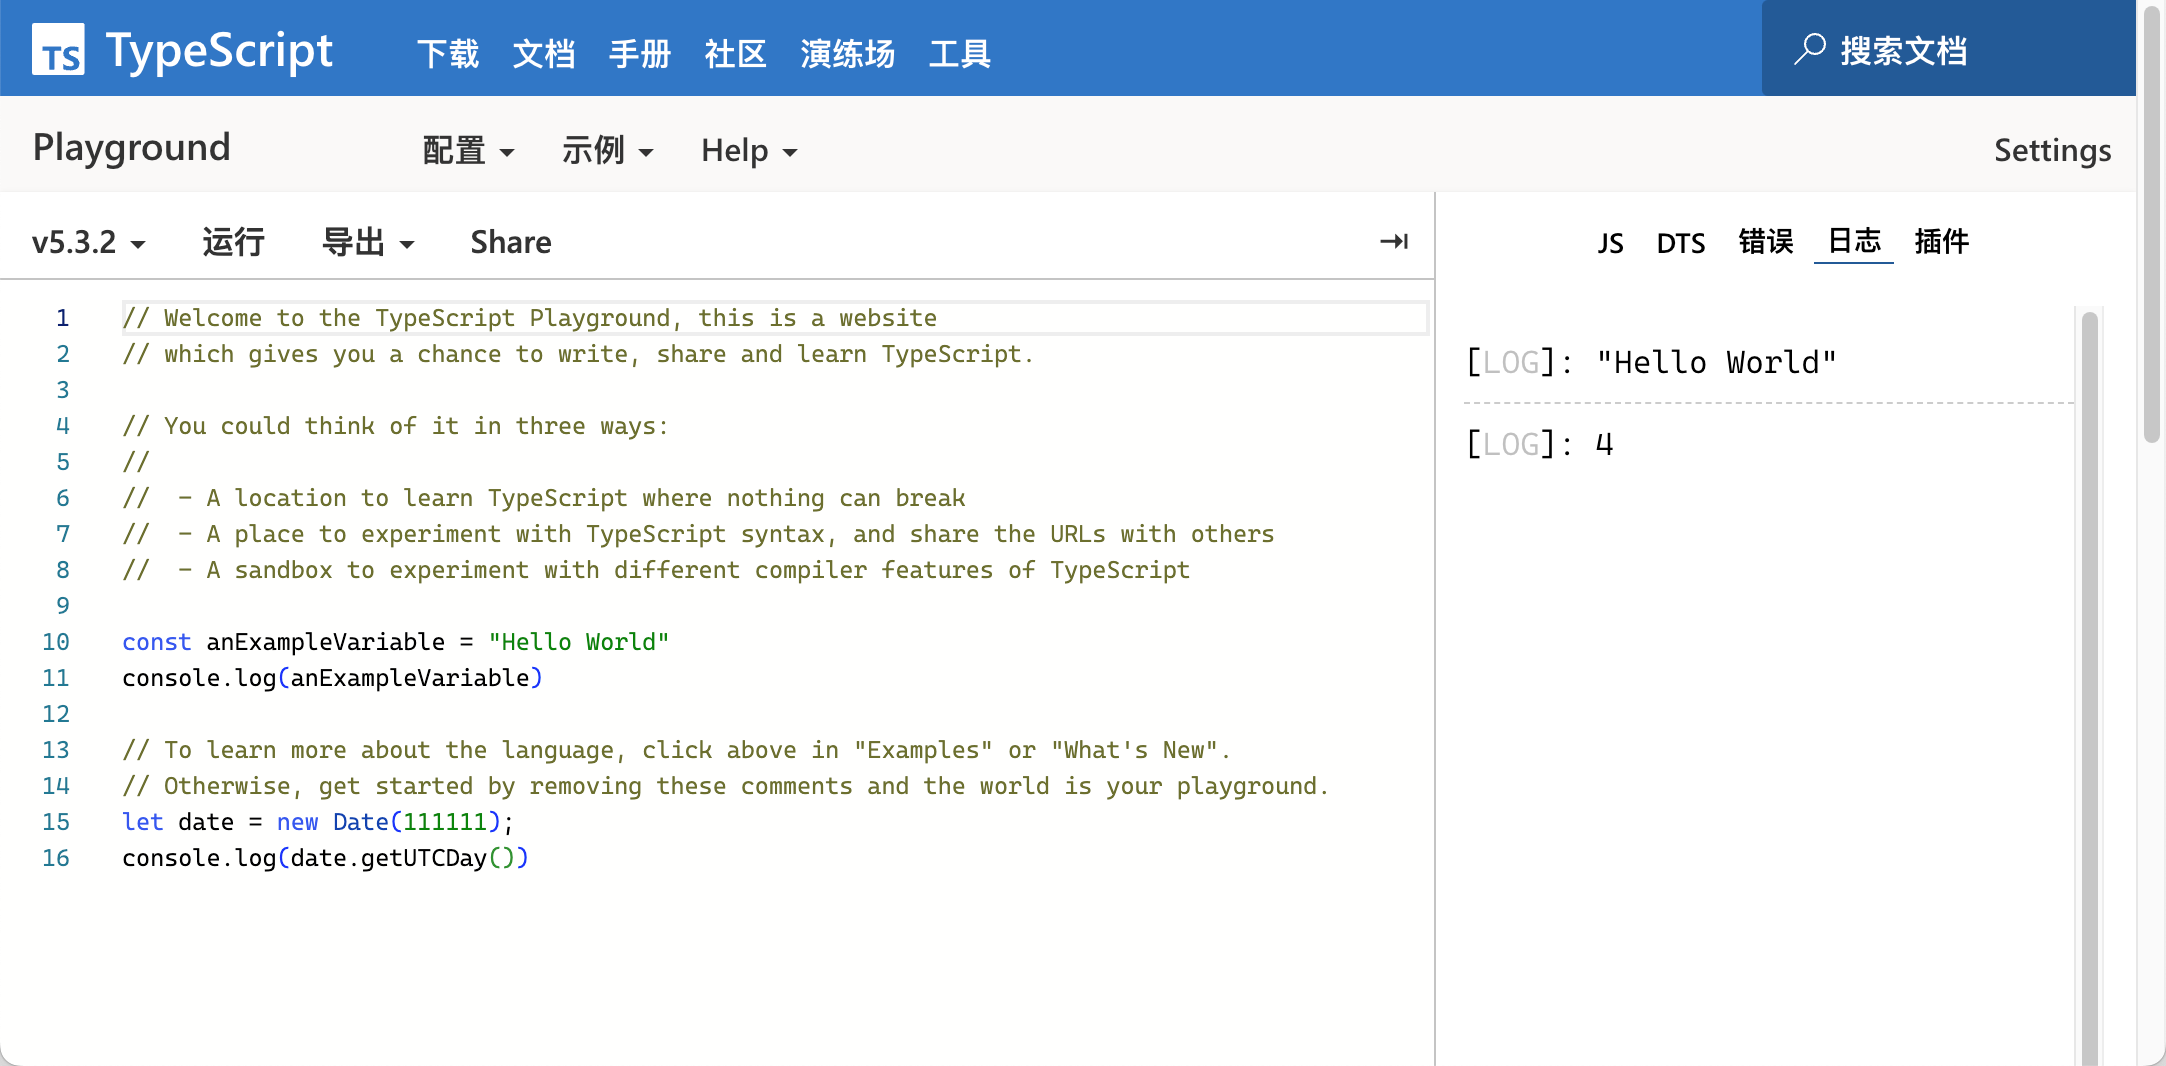 TS TypeScript 下载 文档 手册 社区 演练场 工具 搜索文档
Playground 配置 示例 Help Settings
v5.3.2 运行 导出 Share
JS DTS 错误 日志 插件
1 // Welcome to the TypeScript Playground, this is a website
2 // which gives you a chance to write, share and learn TypeScript.
3
4 // You could think of it in three ways:
5 //
6 //  - A location to learn TypeScript where nothing can break
7 //  - A place to experiment with TypeScript syntax, and share the URLs with others
8 //  - A sandbox to experiment with different compiler features of TypeScript
9
10 const anExampleVariable = "Hello World"
11 console.log(anExampleVariable)
12
13 // To learn more about the language, click above in "Examples" or "What's New".
14 // Otherwise, get started by removing these comments and the world is your playground.
15 let date = new Date(111111);
16 console.log(date.getUTCDay())
[LOG]: "Hello World"
[LOG]: 4